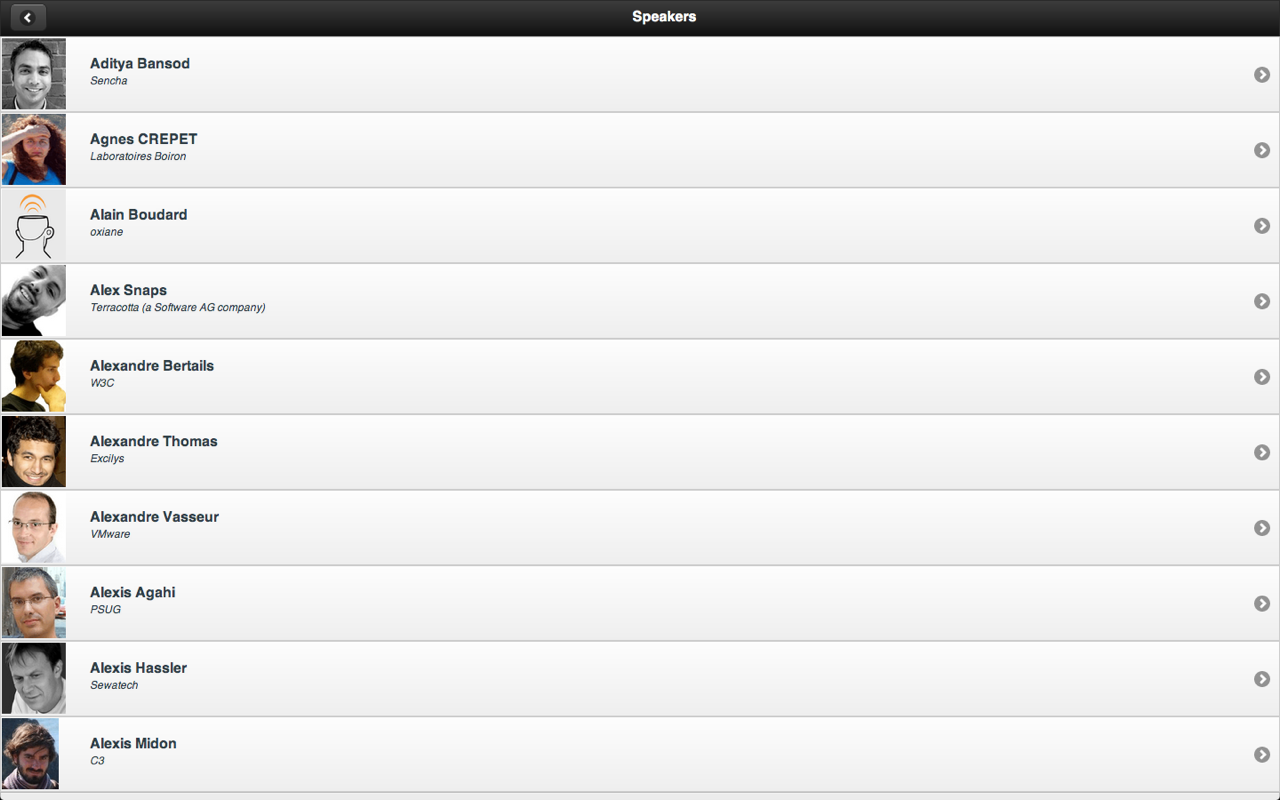 Speakers
Aditya Bansod
Sencha
Agnes CREPET
Laboratoires Boiron
Alain Boudard
oxiane
Alex Snaps
Terracotta (a Software AG company)
Alexandre Bertails
W3C
Alexandre Thomas
Excilys
Alexandre Vasseur
VMware
Alexis Agahi
PSUG
Alexis Hassler
Sewatech
Alexis Midon
C3